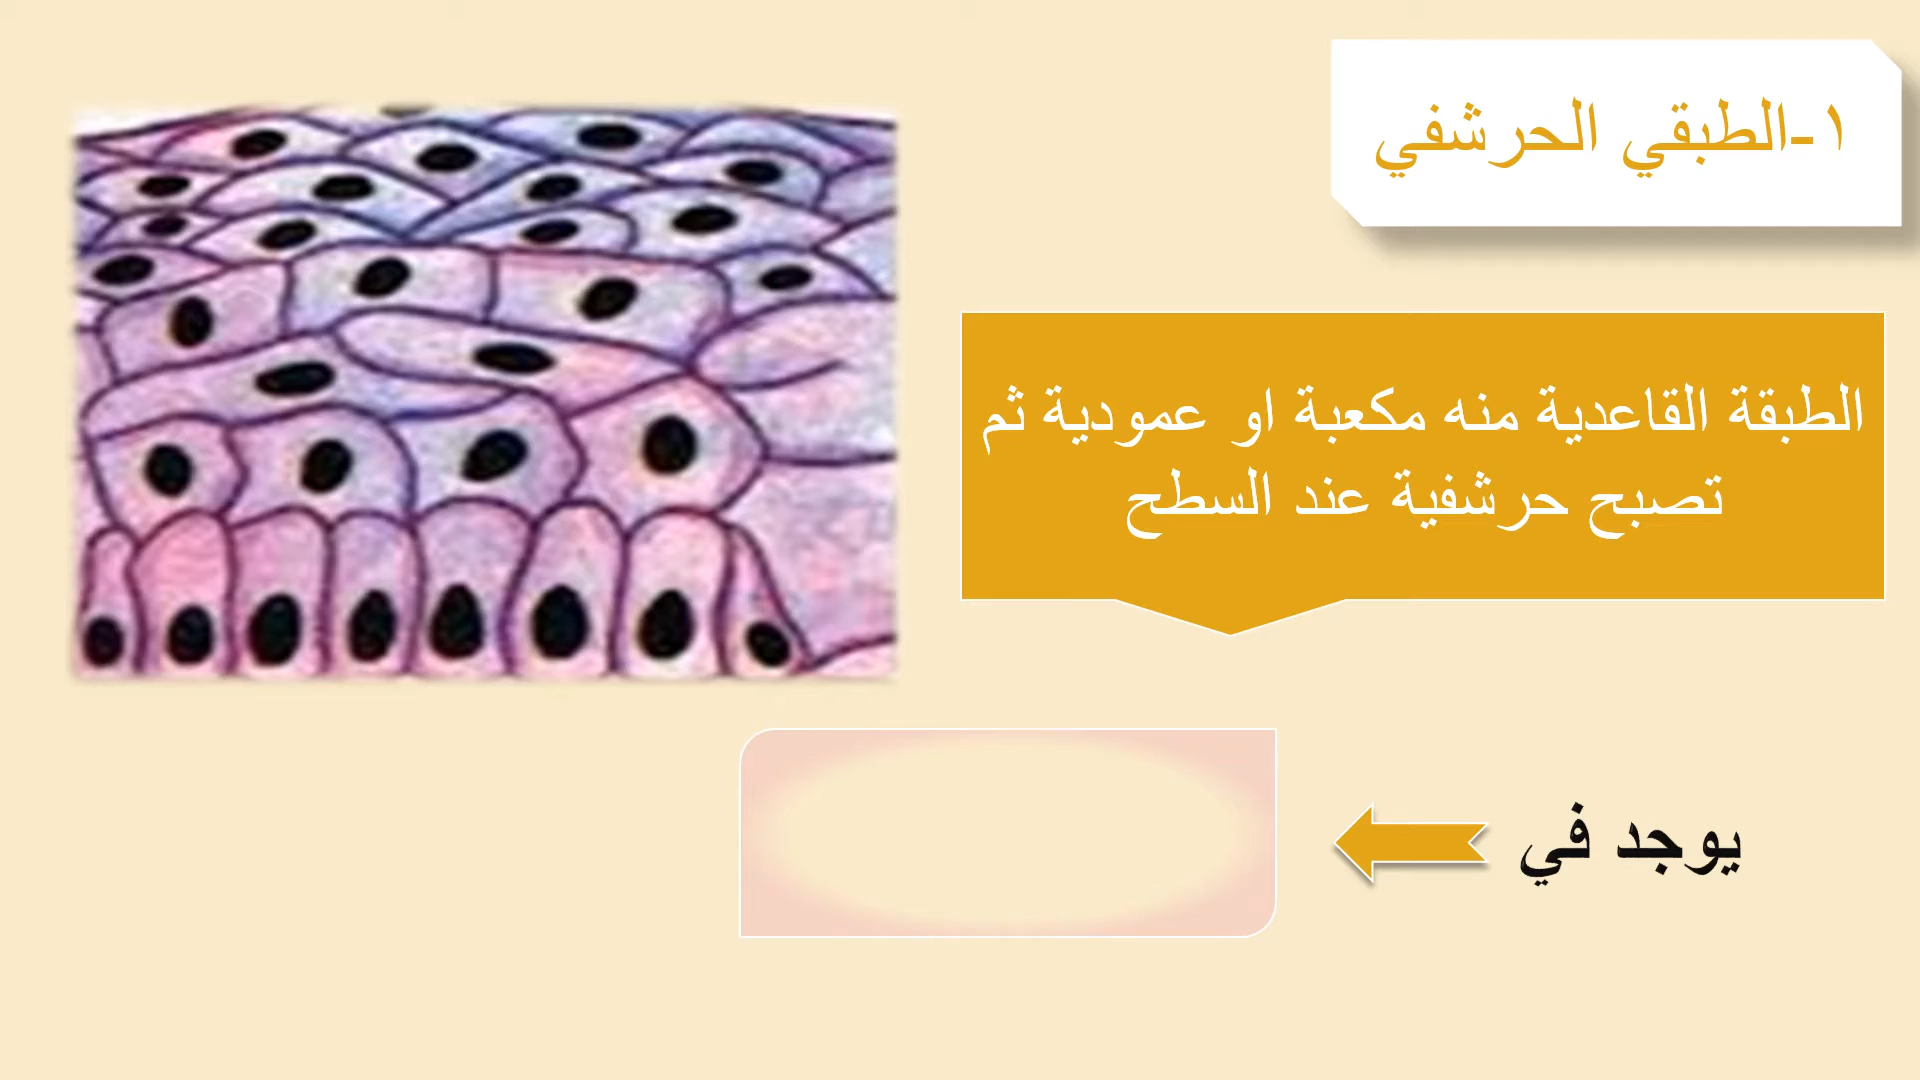 ١-الطبقي الحرشفي
الطبقة القاعدية منه مكعبة او عمودية ثم
تصبح حرشفية عند السطح
يوجد في